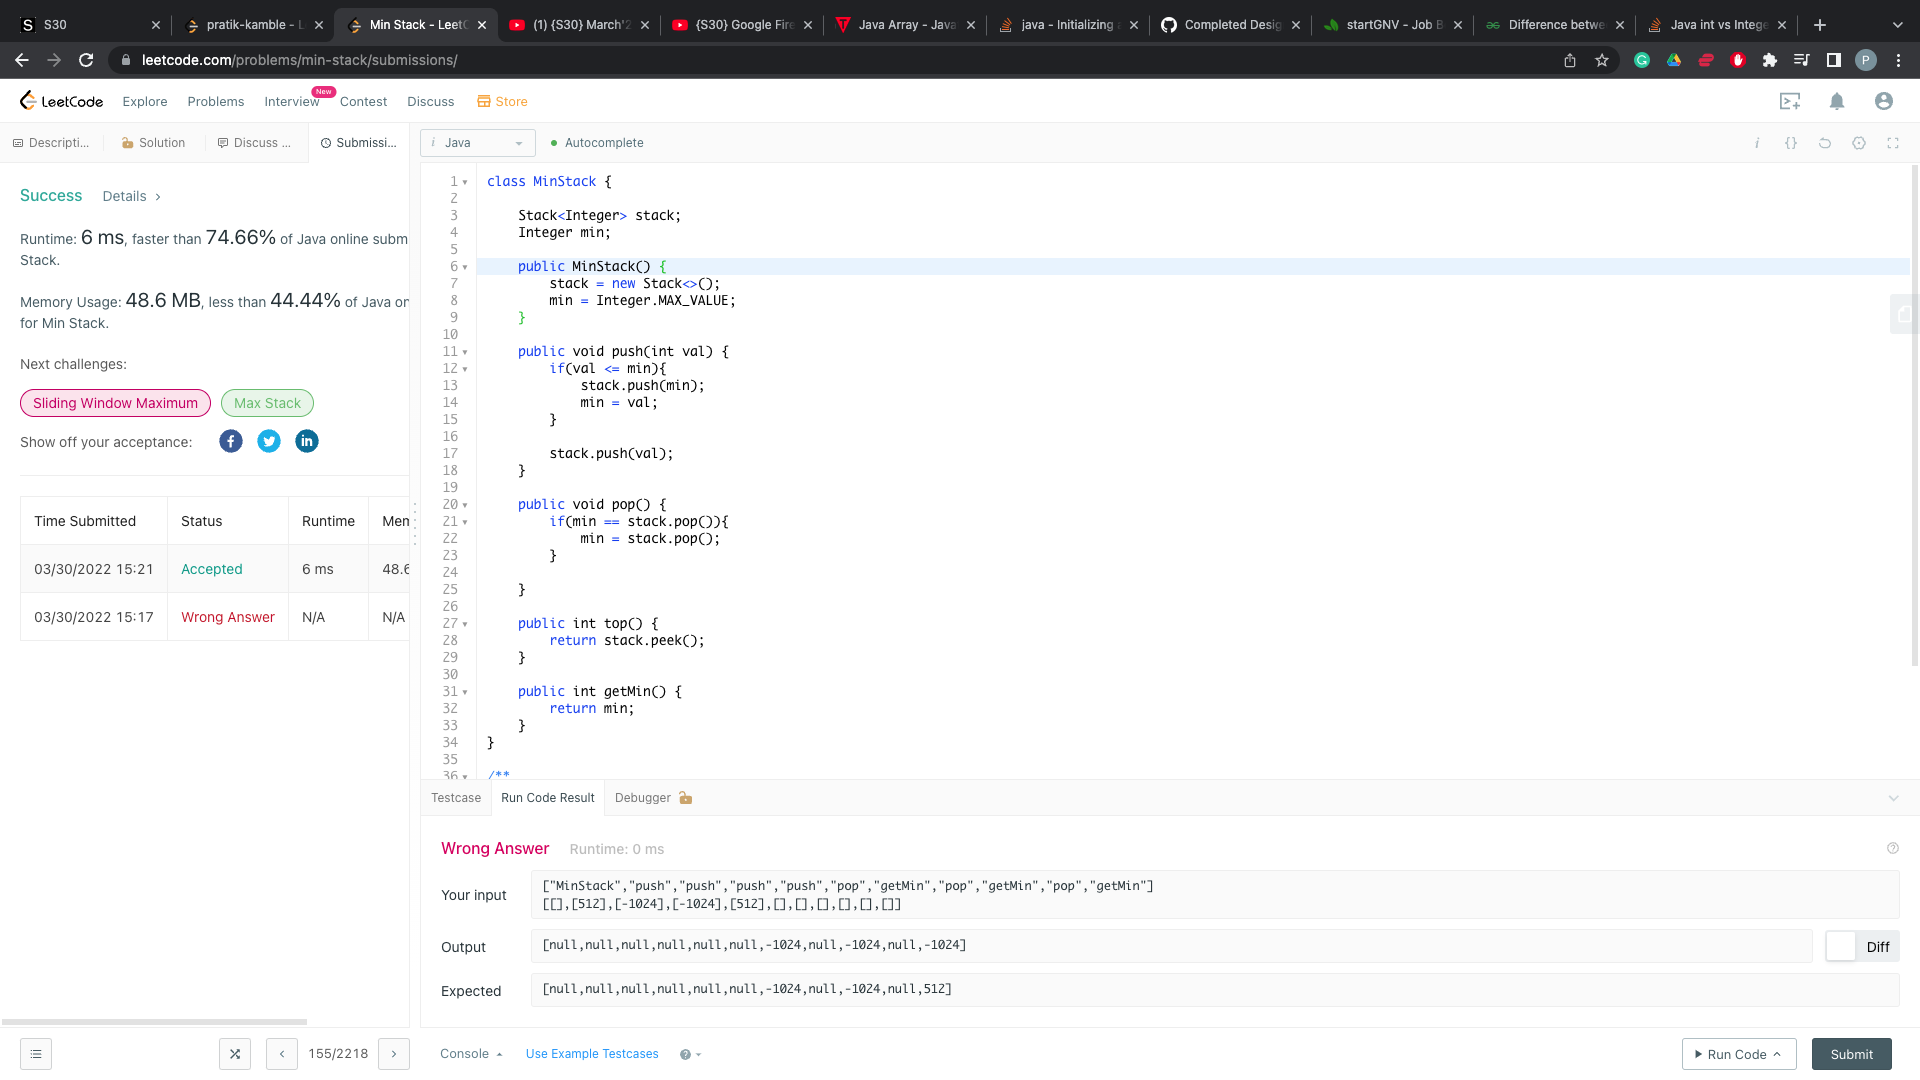 S30
pratik-kamble - L
Min Stack - LeetC
(1) {S30} March'2
{S30} Google Fire
Java Array - Java
java - Initializing a
Completed Desig
startGNV - Job B
Difference betwe
Java int vs Intege
leetcode.com/problems/min-stack/submissions/
P
LeetCode
Explore
Problems
Interview
New
Contest
Discuss
Store
Descripti...
Solution
Discuss ...
Submissi...
i Java
Autocomplete
Success
Details
Runtime: 6 ms, faster than 74.66% of Java online subm
Stack.
Memory Usage: 48.6 MB, less than 44.44% of Java on
for Min Stack.
Next challenges:
Sliding Window Maximum
Max Stack
Show off your acceptance:
Time Submitted Status Runtime Mem
03/30/2022 15:21 Accepted 6 ms 48.6
03/30/2022 15:17 Wrong Answer N/A N/A
1 class MinStack {
2
3 Stack<Integer> stack;
4 Integer min;
5
6 public MinStack() {
7 stack = new Stack<>();
8 min = Integer.MAX_VALUE;
9 }
10
11 public void push(int val) {
12 if(val <= min){
13 stack.push(min);
14 min = val;
15 }
16
17 stack.push(val);
18 }
19
20 public void pop() {
21 if(min == stack.pop()){
22 min = stack.pop();
23 }
24
25 }
26
27 public int top() {
28 return stack.peek();
29 }
30
31 public int getMin() {
32 return min;
33 }
34 }
35
36 /**
Testcase
Run Code Result
Debugger
Wrong Answer
Runtime: 0 ms
Your input
["MinStack","push","push","push","push","pop","getMin","pop","getMin","pop","getMin"]
[[],[512],[-1024],[-1024],[512],[],[],[],[],[],[]]
Output
[null,null,null,null,null,null,-1024,null,-1024,null,-1024]
Diff
Expected
[null,null,null,null,null,null,-1024,null,-1024,null,512]
155/2218
Console
Use Example Testcases
Run Code
Submit